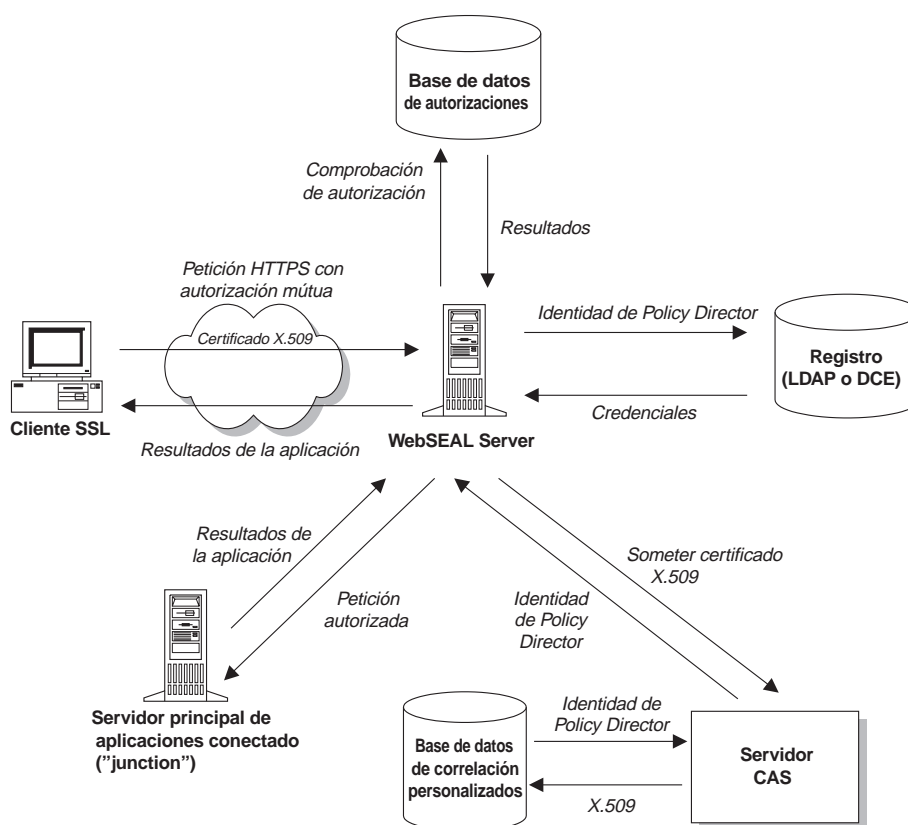 Base de datos
de autorizaciones
Comprobación
de autorización
Resultados
Petición HTTPS con
autorización mútua
Certificado X.509
Identidad de Policy Director
Registro
(LDAP o DCE)
Credenciales
Cliente SSL
WebSEAL Server
Resultados de la aplicación
Resultados de
la aplicación
Someter certificado
X.509
Petición
autorizada
Identidad
de Policy
Director
Servidor principal de
aplicaciones conectado
(”junction”)
Identidad de
Policy Director
Base de datos
de correlación
personalizados
Servidor
CAS
X.509